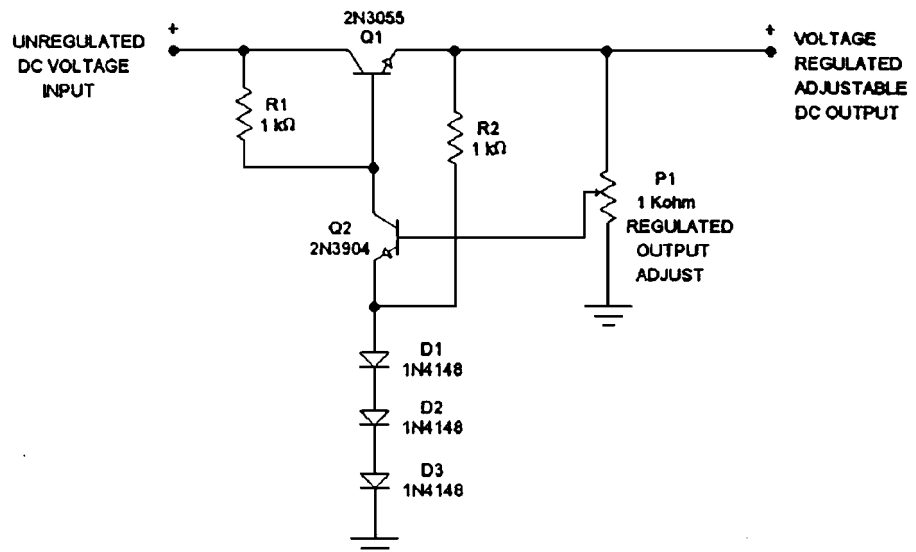 2N3055
Q1
+
UNREGULATED
DC VOLTAGE
INPUT
+
VOLTAGE
REGULATED
ADJUSTABLE
DC OUTPUT
R1
1 kΩ
R2
1 kΩ
P1
1 Kohm
REGULATED
OUTPUT
ADJUST
Q2
2N3904
D1
1N4148
D2
1N4148
D3
1N4148